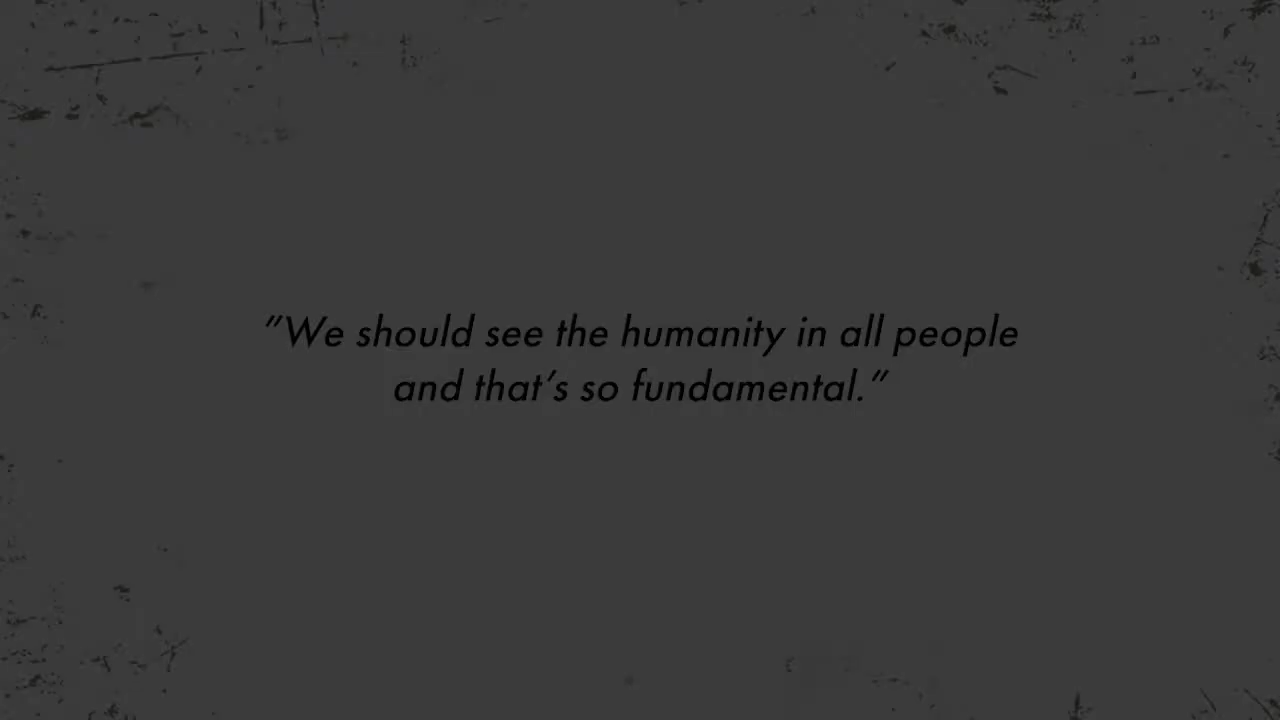 "We should see the humanity in all people
and that's so fundamental."